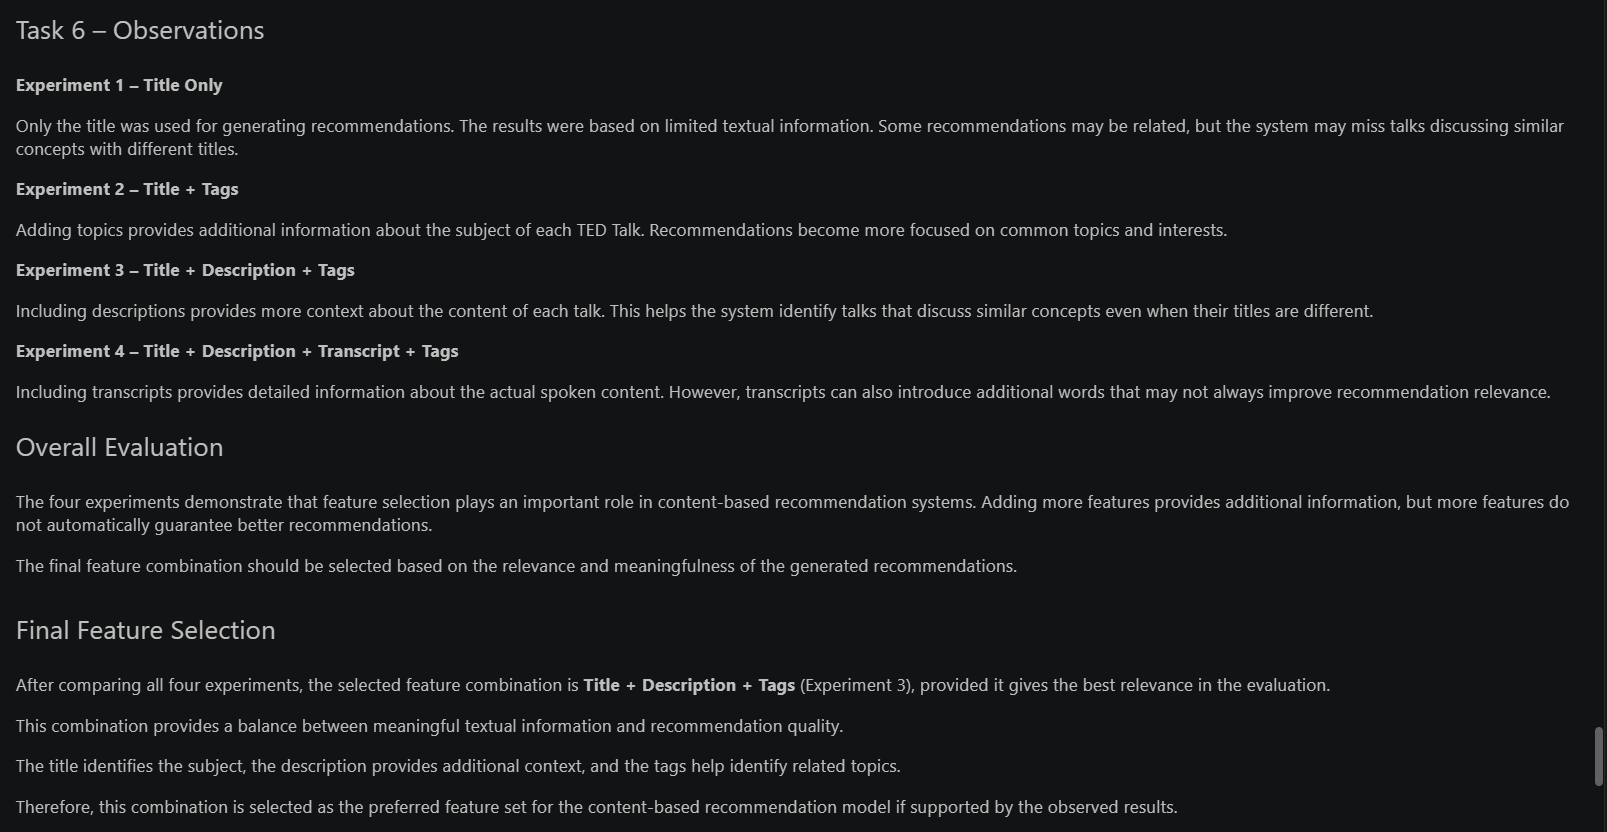 Task 6 – Observations
Experiment 1 – Title Only
Only the title was used for generating recommendations. The results were based on limited textual information. Some recommendations may be related, but the system may miss talks discussing similar
concepts with different titles.
Experiment 2 – Title + Tags
Adding topics provides additional information about the subject of each TED Talk. Recommendations become more focused on common topics and interests.
Experiment 3 – Title + Description + Tags
Including descriptions provides more context about the content of each talk. This helps the system identify talks that discuss similar concepts even when their titles are different.
Experiment 4 – Title + Description + Transcript + Tags
Including transcripts provides detailed information about the actual spoken content. However, transcripts can also introduce additional words that may not always improve recommendation relevance.
Overall Evaluation
The four experiments demonstrate that feature selection plays an important role in content-based recommendation systems. Adding more features provides additional information, but more features do
not automatically guarantee better recommendations.
The final feature combination should be selected based on the relevance and meaningfulness of the generated recommendations.
Final Feature Selection
After comparing all four experiments, the selected feature combination is Title + Description + Tags (Experiment 3), provided it gives the best relevance in the evaluation.
This combination provides a balance between meaningful textual information and recommendation quality.
The title identifies the subject, the description provides additional context, and the tags help identify related topics.
Therefore, this combination is selected as the preferred feature set for the content-based recommendation model if supported by the observed results.